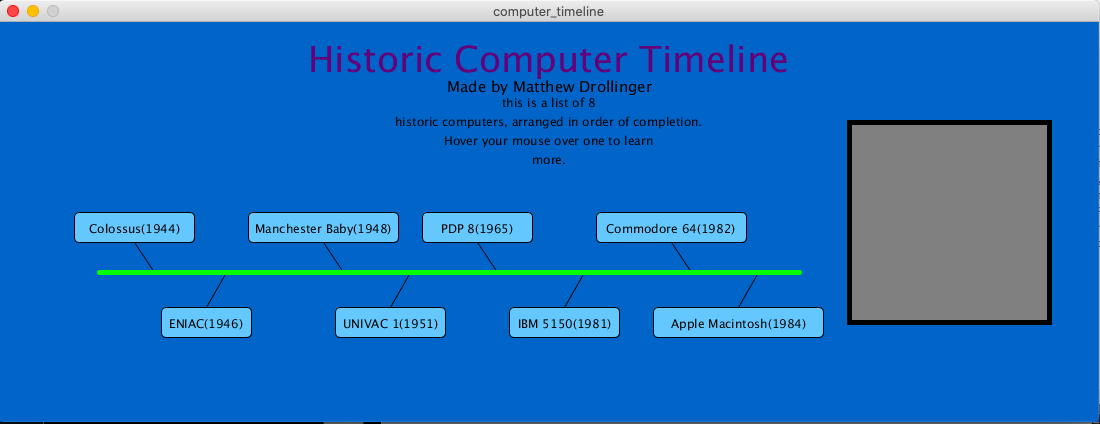 computer_timeline
Historic Computer Timeline
Made by Matthew Drollinger
this is a list of 8
historic computers, arranged in order of completion.
Hover your mouse over one to learn
more.
Colossus(1944)
Manchester Baby(1948)
PDP 8(1965)
Commodore 64(1982)
ENIAC(1946)
UNIVAC 1(1951)
IBM 5150(1981)
Apple Macintosh(1984)